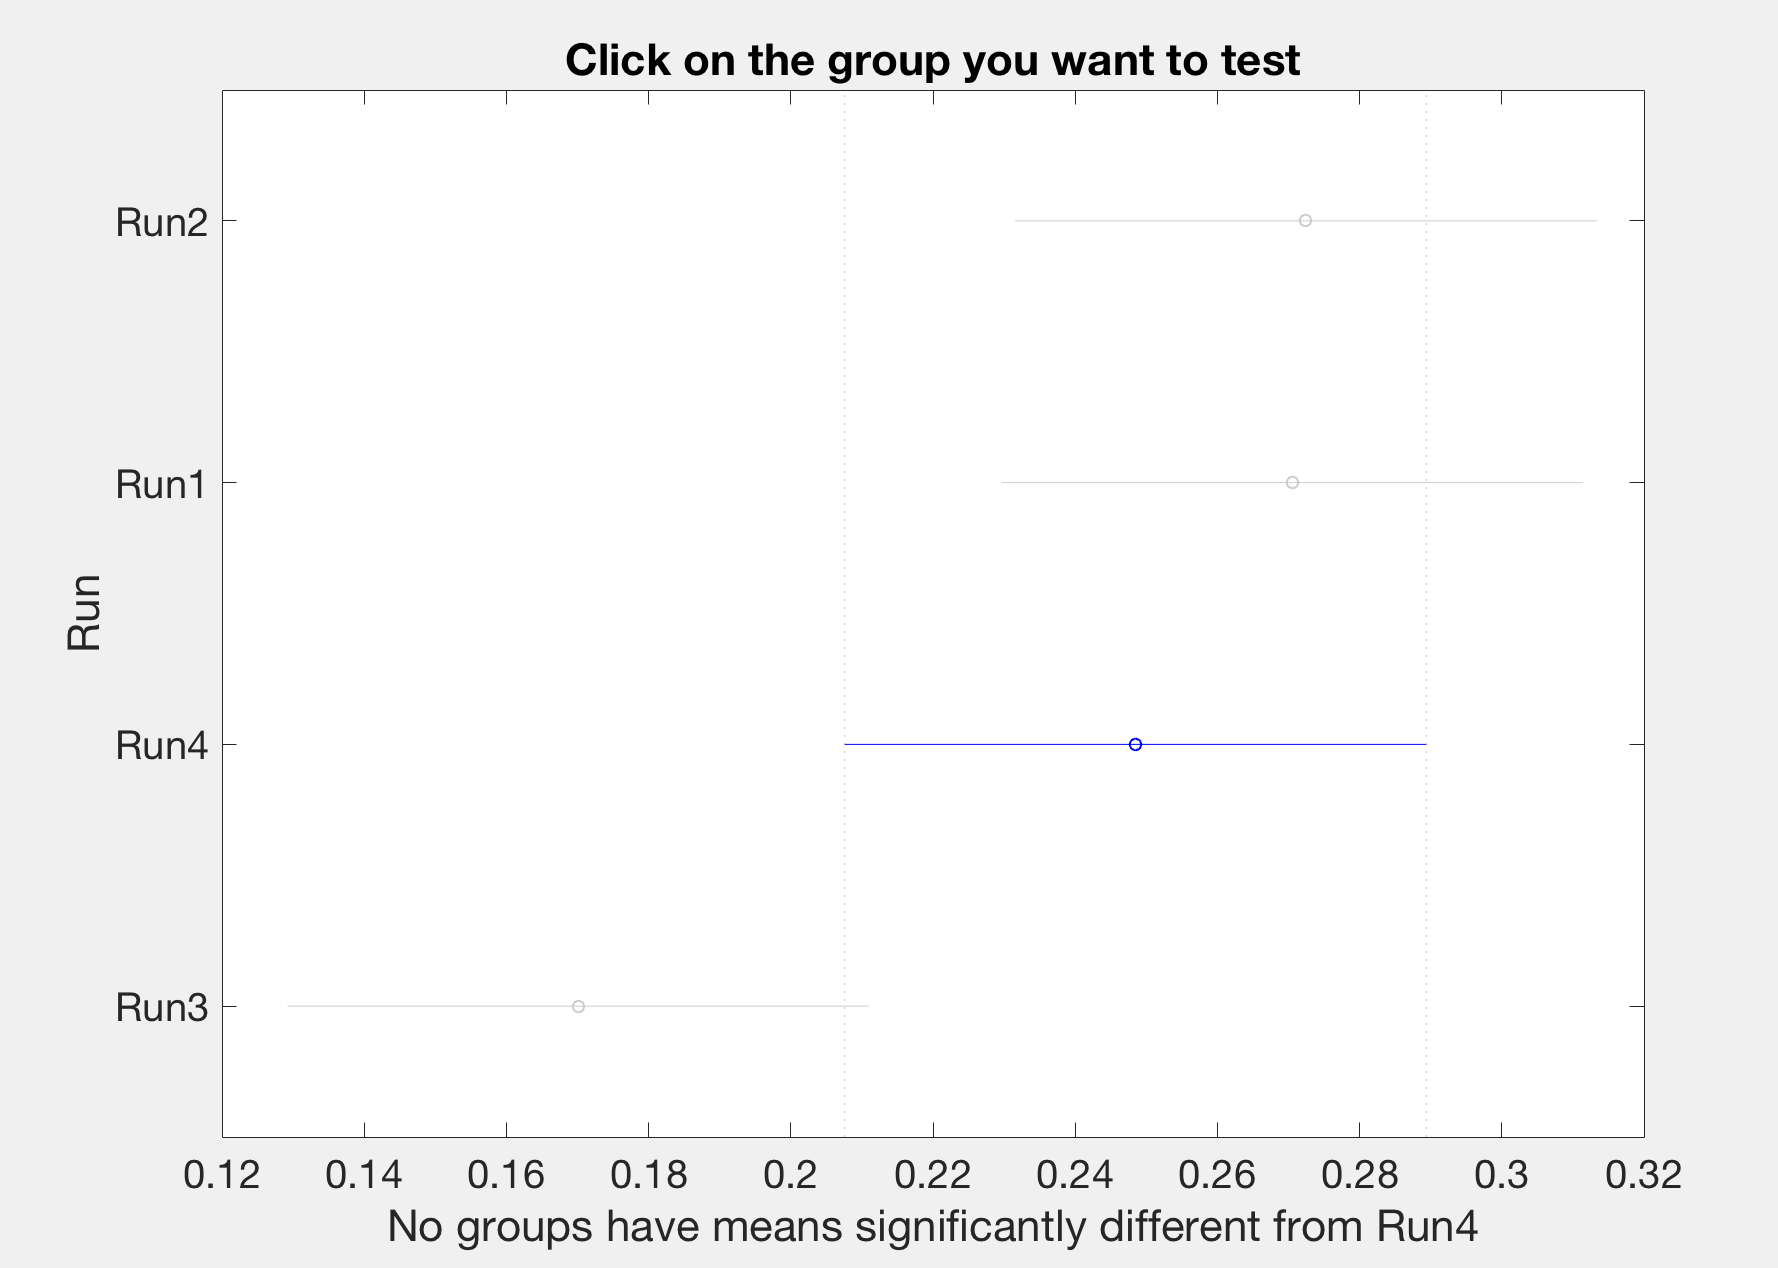 Click on the group you want to test
Run2
Run1
Run
Run4
Run3
0.12 0.14 0.16 0.18 0.2 0.22 0.24 0.26 0.28 0.3 0.32
No groups have means significantly different from Run4